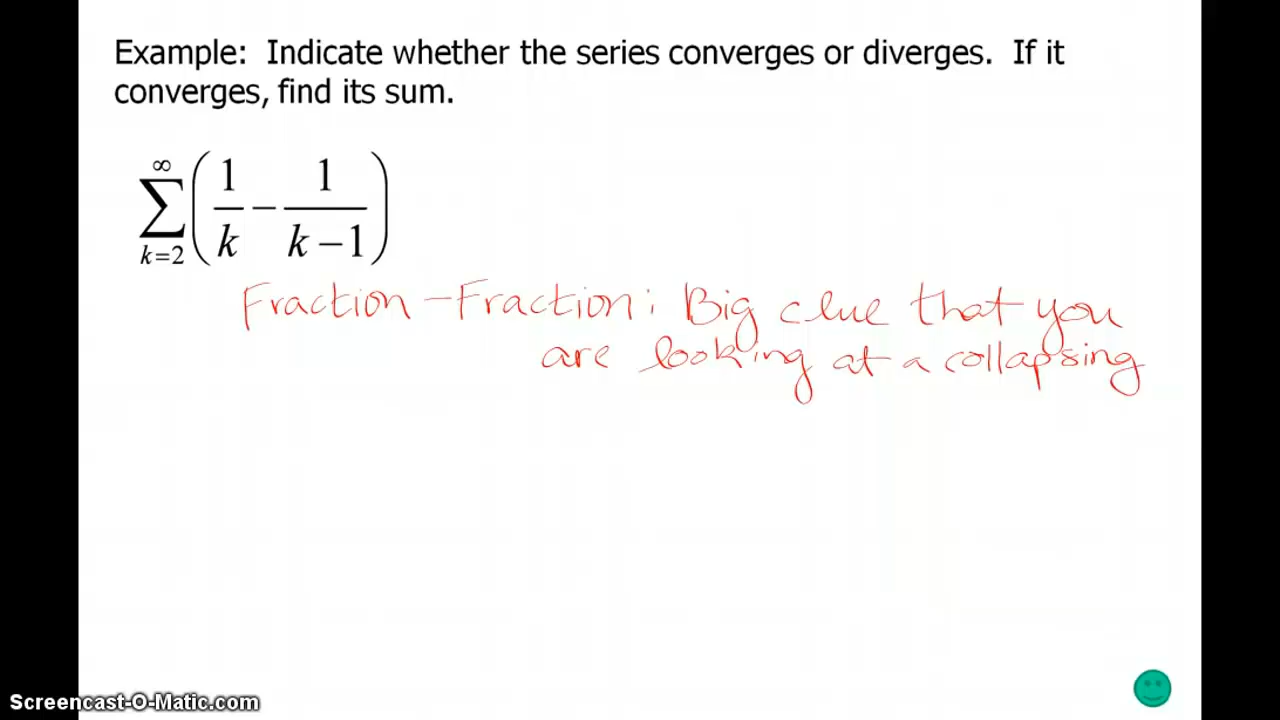 Example: Indicate whether the series converges or diverges. If it
converges, find its sum.
∞
∑ ( 1/k − 1/(k−1) )
k=2
Fraction - Fraction: Big clue that you
are looking at a collapsing
Screencast-O-Matic.com